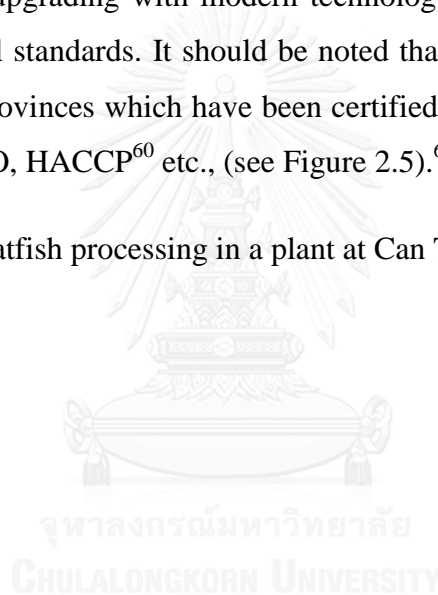 upgrading with modern technolog
l standards. It should be noted tha
ovinces which have been certified
O, HACCP60 etc., (see Figure 2.5).6
atfish processing in a plant at Can T
จุฬาลงกรณ์มหาวิทยาลัย
CHULALONGKORN UNIVERSITY